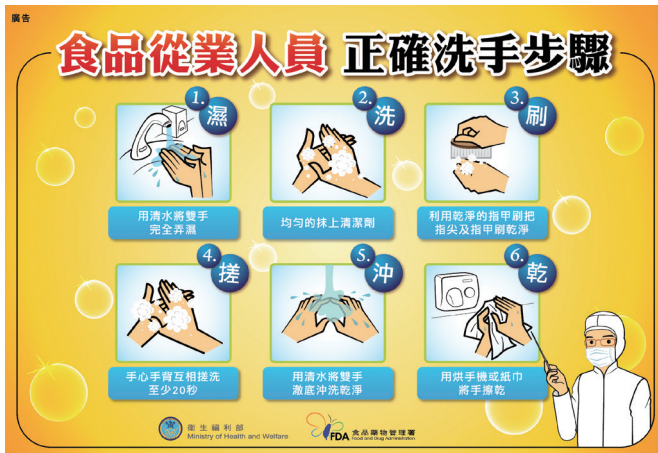 廣告
食品從業人員 正確洗手步驟
1. 濕
用清水將雙手
完全弄濕
2. 洗
均勻的抹上清潔劑
3. 刷
利用乾淨的指甲刷把
指尖及指甲刷乾淨
4. 搓
手心手背互相搓洗
至少20秒
5. 沖
用清水將雙手
澈底沖洗乾淨
6. 乾
用烘手機或紙巾
將手擦乾
衛生福利部
Ministry of Health and Welfare
FDA 食品藥物管理署
Food and Drug Administration